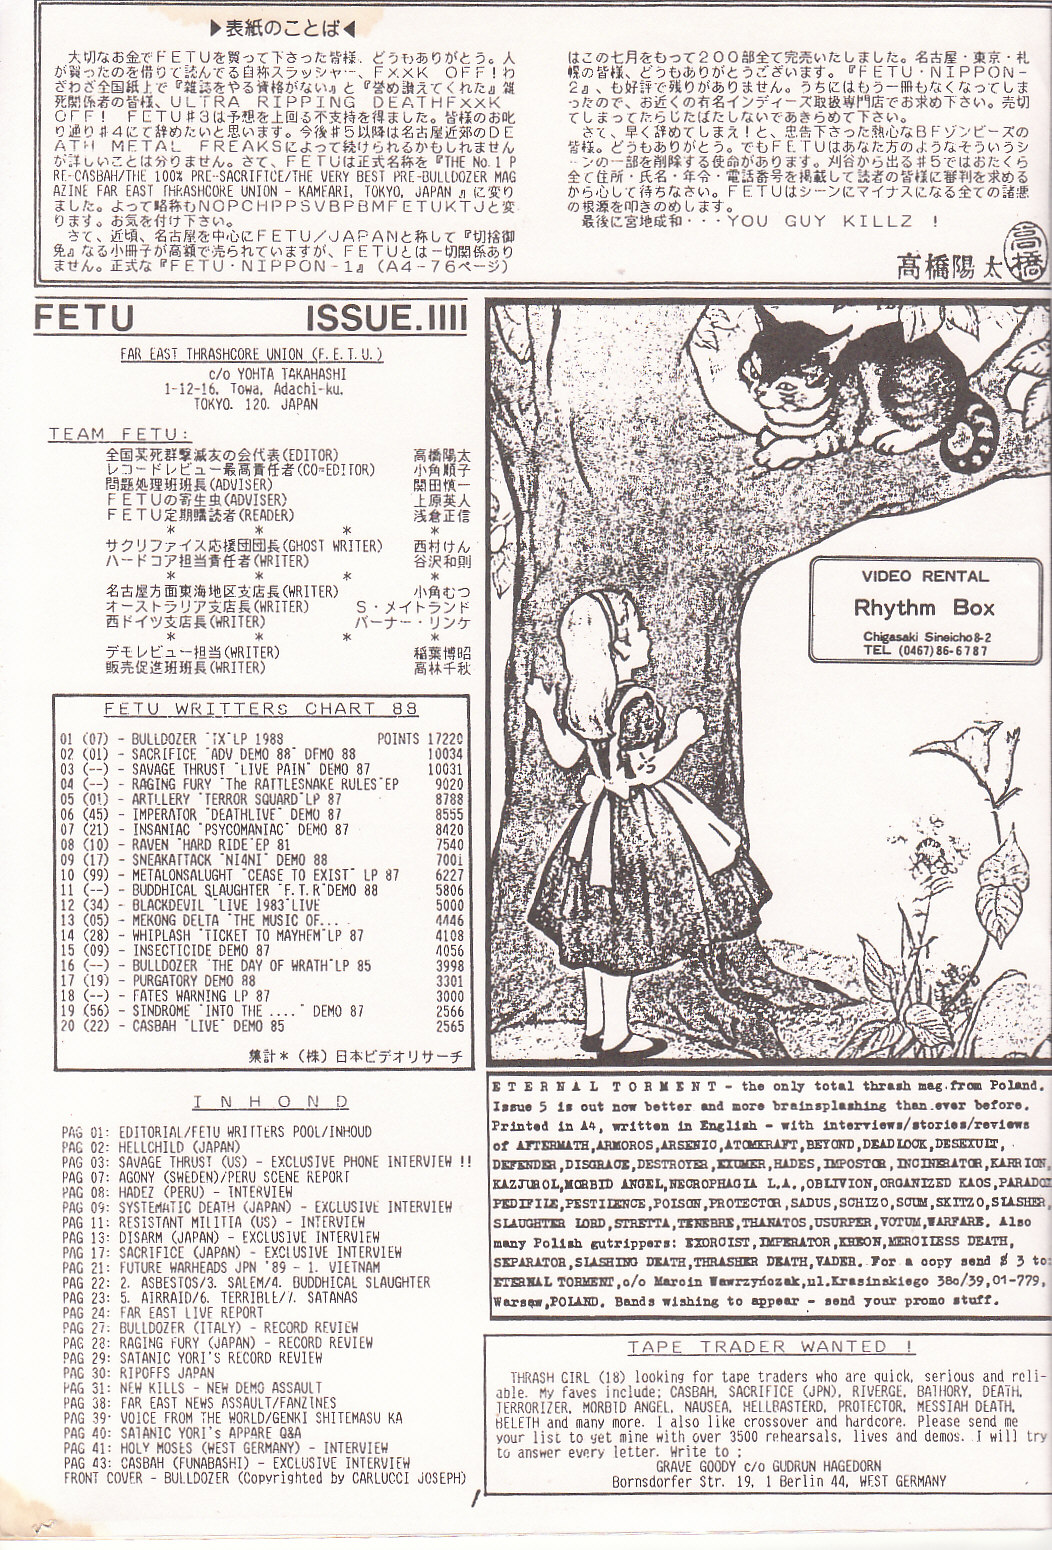 ▶表紙のことば◀
大切なお金でFETUを買って下さった皆様、どうもありがとう。人
が買ったのを借りて読んでる自称スラッシャー、FXXK OFF!わ
ざわざ全国紙上で『雑誌をやる資格がない』と『誉め讃えてくれた』雑
死関係者の皆様、ULTRA RIPPING DEATHFXXK
OFF! FETU#3は予想を上回る不支持を得ました。皆様のお叱
り通り#4にて辞めたいと思います。今後#5以降は名古屋近郊のDE
ATH METAL FREAKSによって続けられるかもしれません
が詳しいことは分りません。さて、FETUは正式名称を『THE No.1 P
RE-CASBAH/THE 100% PRE-SACRIFICE/THE VERY BEST PRE-BULLDOZER MAG
AZINE FAR EAST THRASHCORE UNION - KAMFARI, TOKYO, JAPAN 』に変り
ました。よって略称もNOPCHPPSVBPBMFETUKTJと変
ります。お気を付け下さい。
さて、近頃、名古屋を中心にFETU/JAPANと称して『切捨御
免』なる小冊子が高額で売られていますが、FETUとは一切関係あり
ません。正式な『FETU・NIPPON-1』(A4-76ページ)
はこの七月をもって200部全て完売いたしました。名古屋・東京・札
幌の皆様、どうもありがとうございます。『FETU・NIPPON-
2』、も好評で残りがありません。うちにはもう一冊もなくなってしま
ったので、お近くの有名インディーズ取扱専門店でお求め下さい。売切
てしまってたらじたばたしないであきらめて下さい。
さて、早く辞めてしまえ!と、忠告下さった熱心なBFゾンビーズの
皆様。どうもありがとう。でもFETUはあなた方のようなそういうシ
ーンの一部を削除する使命があります。刈谷から出る#5ではおたくら
全て住所・氏名・年令・電話番号を掲載して読者の皆様に審判を求める
から心して待ちなさい。FETUはシーンにマイナスになる全ての諸悪
の根源を叩きのめします。
最後に宮地成和・・・YOU GUY KILLZ !
高橋陽太
高橋
FETU ISSUE.IIII
FAR EAST THRASHCORE UNION (F.E.T.U.)
c/o YOHTA TAKAHASHI
1-12-16. Towa, Adachi-ku.
TOKYO. 120. JAPAN
TEAM FETU:
全国某死群撃滅友の会代表(EDITOR) 高橋陽太
レコードレビュー最高責任者(CO=EDITOR) 小角順子
問題処理班班長(ADVISER) 関田慎一
FETUの寄生虫(ADVISER) 上原英人
FETU定期購読者(READER) 浅倉正信
* * * *
サクリファイス応援団団長(GHOST WRITER) 西村けん
ハードコア担当責任者(WRITER) 谷沢和則
* * * *
名古屋方面東海地区支店長(WRITER) 小角むつ
オーストラリア支店長(WRITER) S・メイトランド
西ドイツ支店長(WRITER) バーナー・リンケ
* * * *
デモレビュー担当(WRITER) 稲葉博昭
販売促進班班長(WRITER) 高林千秋
FETU WRITTERS CHART 88
01 (07) - BULLDOZER "IX"LP 1988 POINTS 17220
02 (01) - SACRIFICE "ADV DEMO 88" DEMO 88 10034
03 (--) - SAVAGE THRUST "LIVE PAIN" DEMO 87 10031
04 (--) - RAGING FURY "The RATTLESNAKE RULES"EP 9020
05 (01) - ARTILLERY "TERROR SQUARD"LP 87 8788
06 (45) - IMPERATOR "DEATHLIVE" DEMO 87 8555
07 (21) - INSANIAC "PSYCOMANIAC" DEMO 87 8420
08 (10) - RAVEN "HARD RIDE"EP 81 7540
09 (17) - SNEAKATTACK "NI4NI" DEMO 88 7001
10 (99) - METALONSALUGHT "CEASE TO EXIST" LP 87 6227
11 (--) - BUDDHICAL SLAUGHTER "F.T.R"DEMO 88 5806
12 (34) - BLACKDEVIL "LIVE 1983"LIVE 5000
13 (05) - MEKONG DELTA "THE MUSIC OF.... 4446
14 (28) - WHIPLASH "TICKET TO MAYHEM"LP 87 4108
15 (09) - INSECTICIDE DEMO 87 4056
16 (--) - BULLDOZER "THE DAY OF WRATH"LP 85 3998
17 (19) - PURGATORY DEMO 88 3301
18 (--) - FATES WARNING LP 87 3000
19 (56) - SINDROME "INTO THE ...." DEMO 87 2566
20 (22) - CASBAH "LIVE" DEMO 85 2565
集計*(株)日本ビデオリサーチ
INHOND
PAG 01: EDITORIAL/FETU WRITTERS POOL/INHOUD
PAG 02: HELLCHILD (JAPAN)
PAG 03: SAVAGE THRUST (US) - EXCLUSIVE PHONE INTERVIEW !!
PAG 07: AGONY (SWEDEN)/PERU SCENE REPORT
PAG 08: HADEZ (PERU) - INTERVIEW
PAG 09: SYSTEMATIC DEATH (JAPAN) - EXCLUSIVE INTERVIEW
PAG 11: RESISTANT MILITIA (US) - INTERVIEW
PAG 13: DISARM (JAPAN) - EXCLUSIVE INTERVIEW
PAG 17: SACRIFICE (JAPAN) - EXCLUSIVE INTERVIEW
PAG 21: FUTURE WARHEADS JPN '89 - 1. VIETNAM
PAG 22: 2. ASBESTOS/3. SALEM/4. BUDDHICAL SLAUGHTER
PAG 23: 5. AIRRAID/6. TERRIBLE/7. SATANAS
PAG 24: FAR EAST LIVE REPORT
PAG 27: BULLDOZER (ITALY) - RECORD REVIEW
PAG 28: RAGING FURY (JAPAN) - RECORD REVIEW
PAG 29: SATANIC YORI'S RECORD REVIEW
PAG 30: RIPOFFS JAPAN
PAG 31: NEW KILLS - NEW DEMO ASSAULT
PAG 38: FAR EAST NEWS ASSAULT/FANZINES
PAG 39: VOICE FROM THE WORLD/GENKI SHITEMASU KA
PAG 40: SATANIC YORI'S APPARE Q&A
PAG 41: HOLY MOSES (WEST GERMANY) - INTERVIEW
PAG 43: CASBAH (FUNABASHI) - EXCLUSIVE INTERVIEW
FRONT COVER - BULLDOZER (Copyrighted by CARLUCCI JOSEPH)
VIDEO RENTAL
Rhythm Box
Chigasaki Sineicho 8-2
TEL (0467) 86-6787
ETERNAL TORMENT - the only total thrash mag.from Poland.
Issue 5 is out now better and more brainsplashing than ever before.
Printed in A4, written in English - with interviews/stories/reviews
of AFTERMATH,ARMOROS,ARSENIC,ATOMKRAFT,BEYOND,DEADLOOK,DESEXULT,
DEFENDER,DISGRACE,DESTROYER,EXUMER,HADES,IMPOSTOR,INCINERATOR,KARRION,
KAZJUROL,MORBID ANGEL,NECROPHAGIA L.A.,OBLIVION,ORGANIZED KAOS,PARADOX
PEDIFILE,PESTILENCE,POISON,PROTECTOR,SADUS,SCHIZO,SCUM,SKITZO,SLASHER,
SLAUGHTER LORD,STRETTA,TENEBRE,THANATOS,USURPER,VOTUM,WARFARE. Also
many Polish gutrippers: EXORCIST,IMPERATOR,KREON,MERCILESS DEATH,
SEPARATOR,SLASHING DEATH,THRASHER DEATH,VADER. For a copy send $ 3 to:
ETERNAL TORMENT,c/o Marcin Wawrzyńczak,ul.Krasinskiego 38c/39,01-779,
Warsaw,POLAND. Bands wishing to appear - send your promo stuff.
TAPE TRADER WANTED !
THRASH GIRL (18) looking for tape traders who are quick, serious and reli-
able. My faves include; CASBAH, SACRIFICE (JPN), RIVERGE, BATHORY, DEATH,
TERRORIZER, MORBID ANGEL, NAUSEA, HELLBASTERD, PROTECTOR, MESSIAH DEATH,
BELETH and many more. I also like crossover and hardcore. Please send me
your list to get mine with over 3500 rehearsals, lives and demos. I will try
to answer every letter. Write to ;
GRAVE GOODY c/o GUDRUN HAGEDORN
Bornsdorfer Str. 19, 1 Berlin 44, WEST GERMANY
1